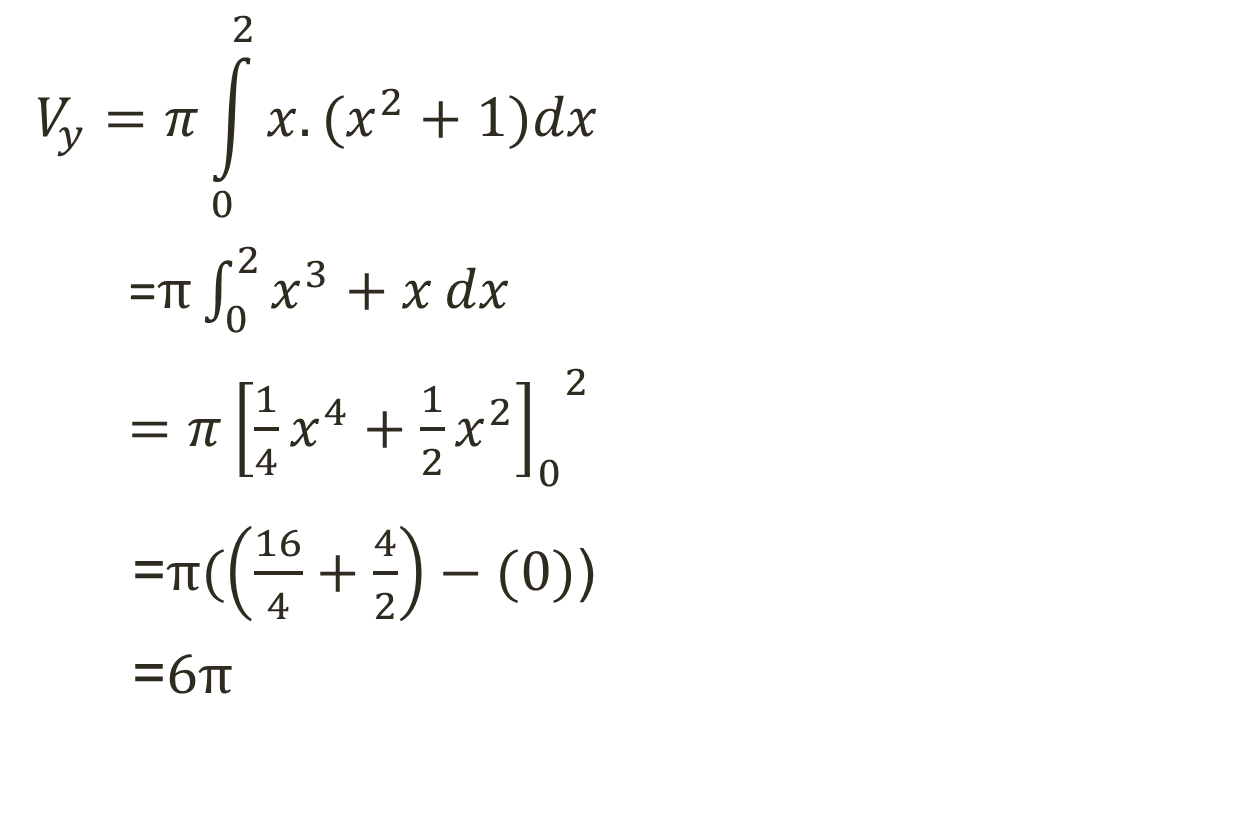 V_y = π ∫_0^2 x. (x² + 1)dx
=π ∫_0^2 x³ + x dx
= π [1/4 x⁴ + 1/2 x²]_0^2
=π((16/4 + 4/2) − (0))
=6π